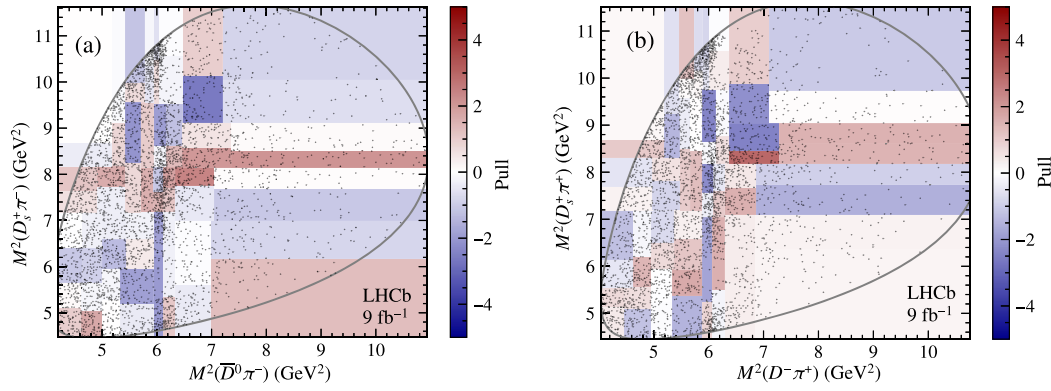 (a)
M²(D_s⁺π⁻) (GeV²)
11
10
9
8
7
6
5
5 6 7 8 9 10
M²(D̅⁰π⁻) (GeV²)
LHCb
9 fb⁻¹
4
2
0
−2
−4
Pull
(b)
M²(D_s⁺π⁺) (GeV²)
11
10
9
8
7
6
5
5 6 7 8 9 10
M²(D⁻π⁺) (GeV²)
LHCb
9 fb⁻¹
4
2
0
−2
−4
Pull